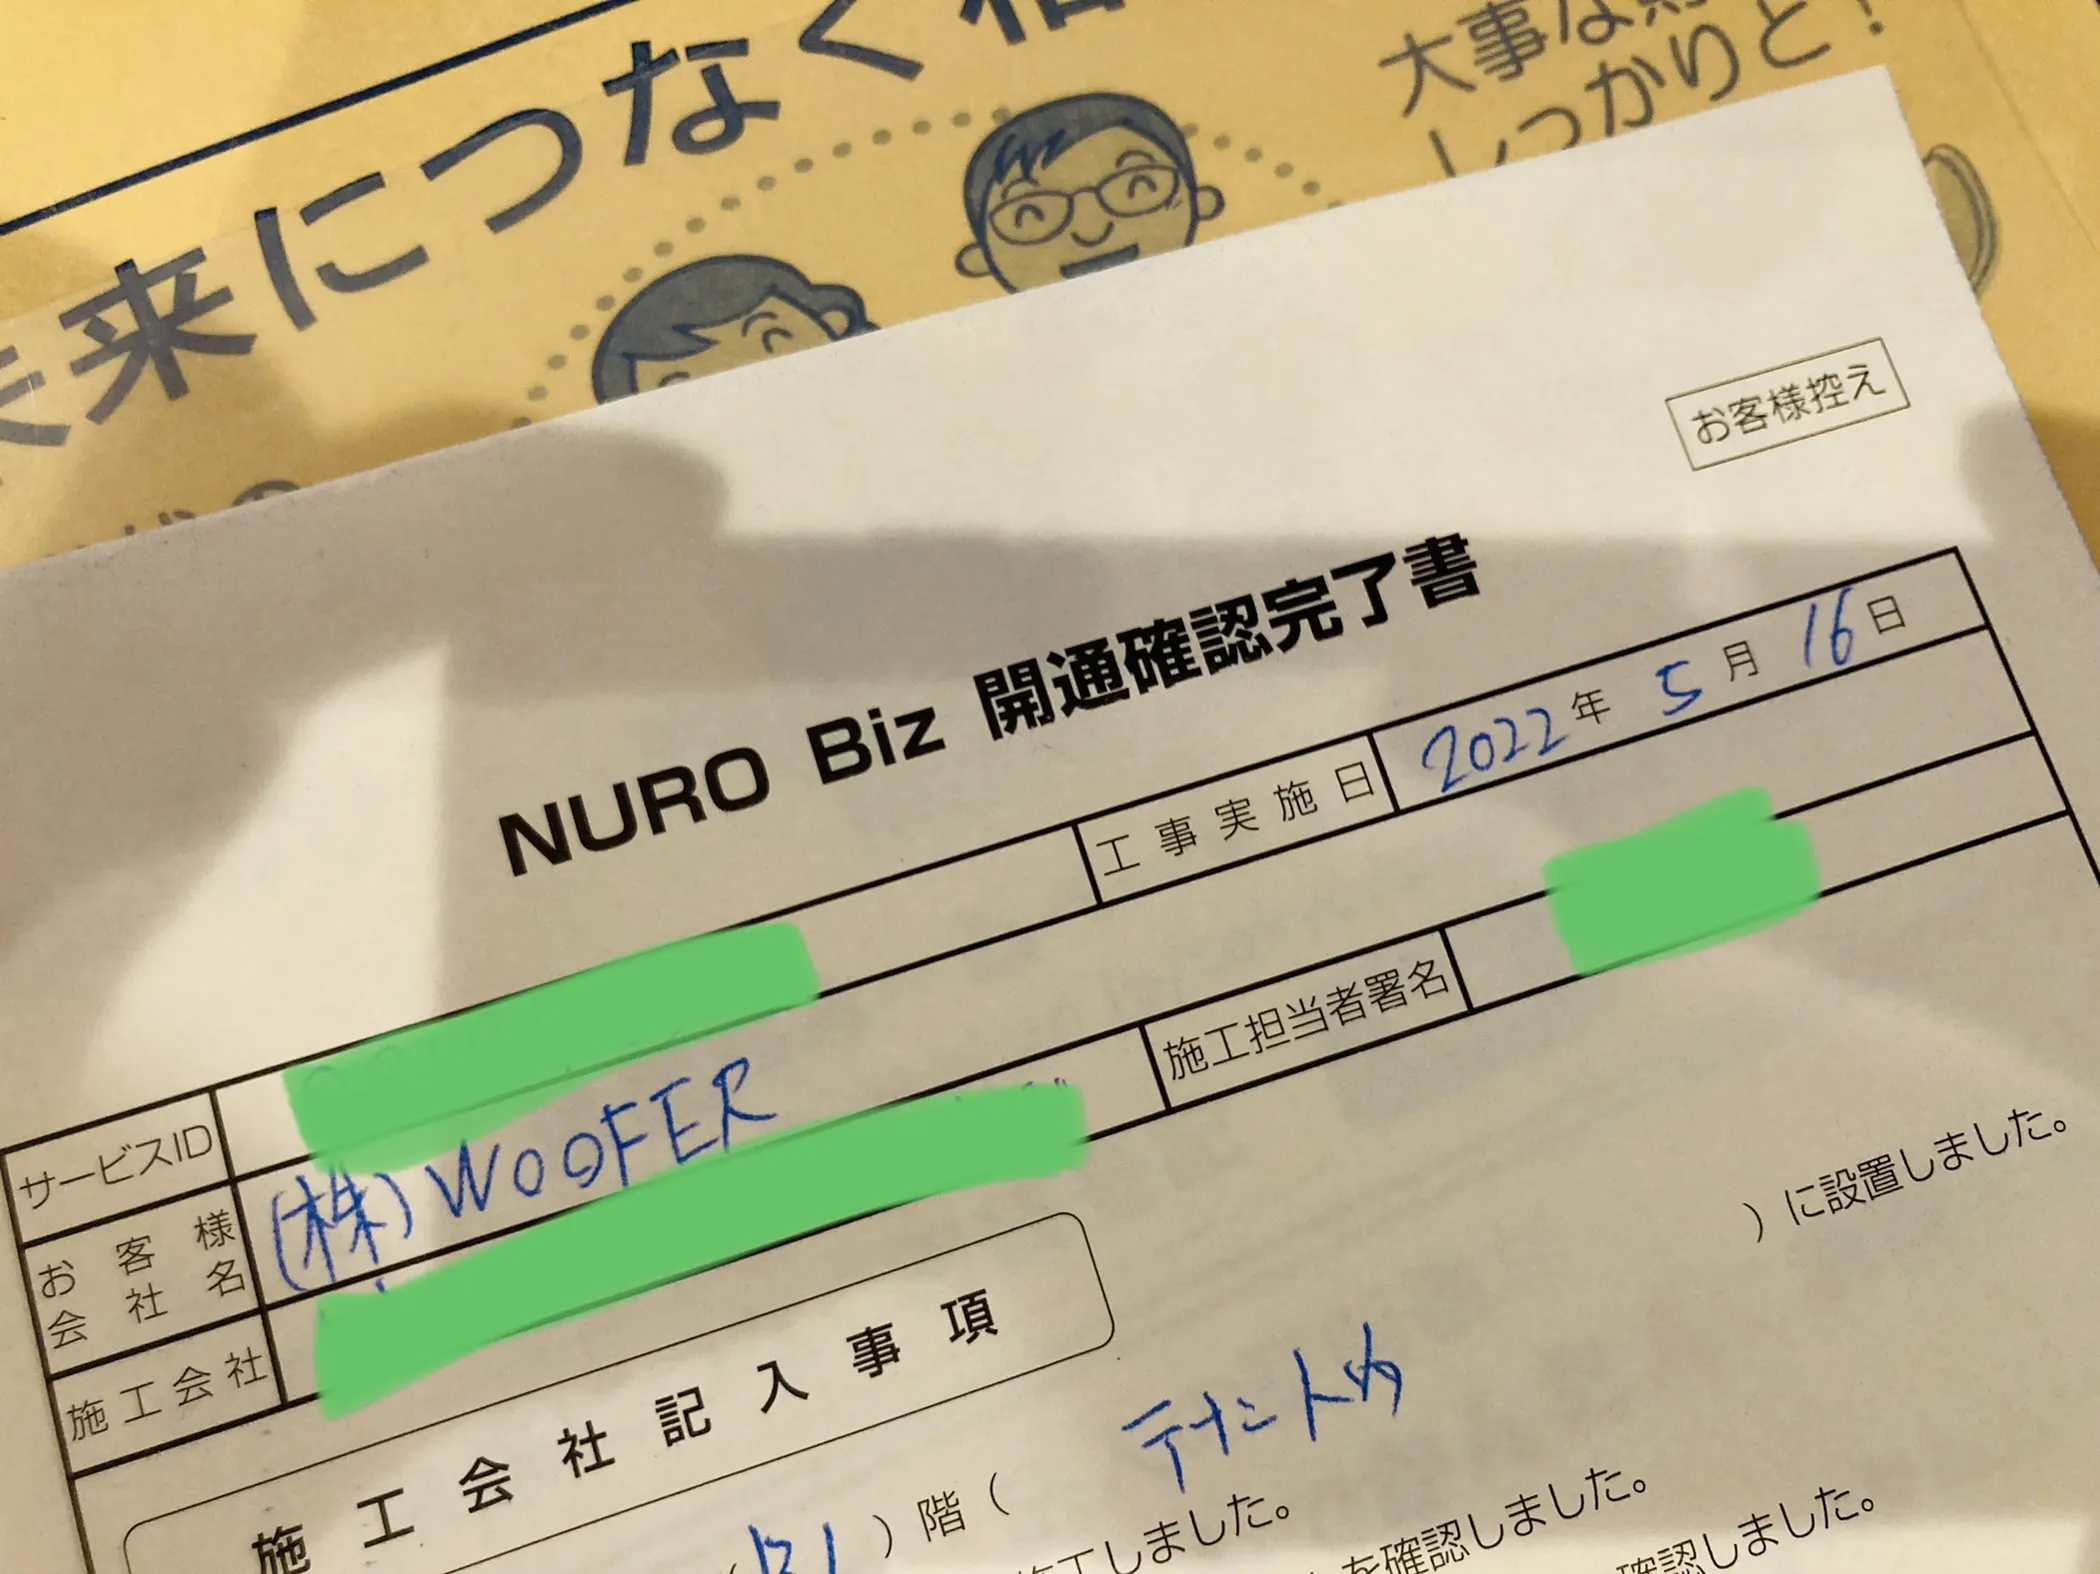 未来につなぐ相
大事な
しっかりと!
お客様控え
NURO Biz 開通確認完了書
工事実施日 2022年 5月 16日
サービスID
お客様会社名 (株)WOOFER
施工会社
施工担当者署名
施工会社記入事項
(B1)階( テナント内 )に設置しました。
施工しました。
を確認しました。
確認しました。